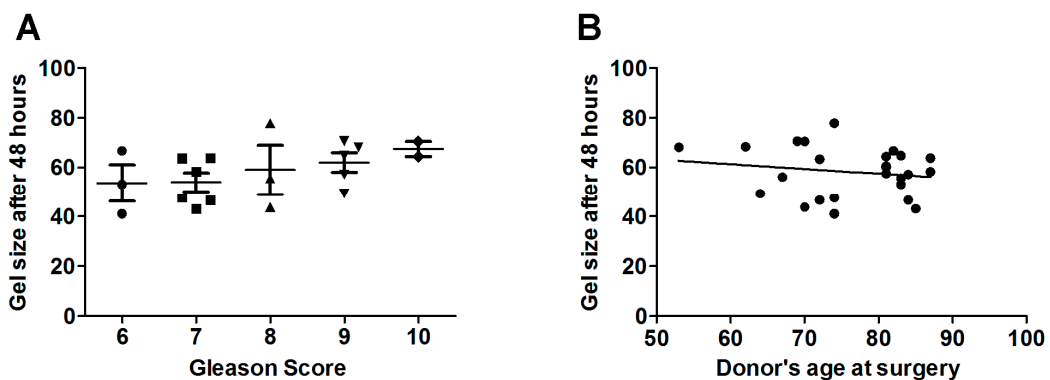 A
Gel size after 48 hours
100
80
60
40
20
0
6 7 8 9 10
Gleason Score
B
Gel size after 48 hours
100
80
60
40
20
0
50 60 70 80 90 100
Donor's age at surgery